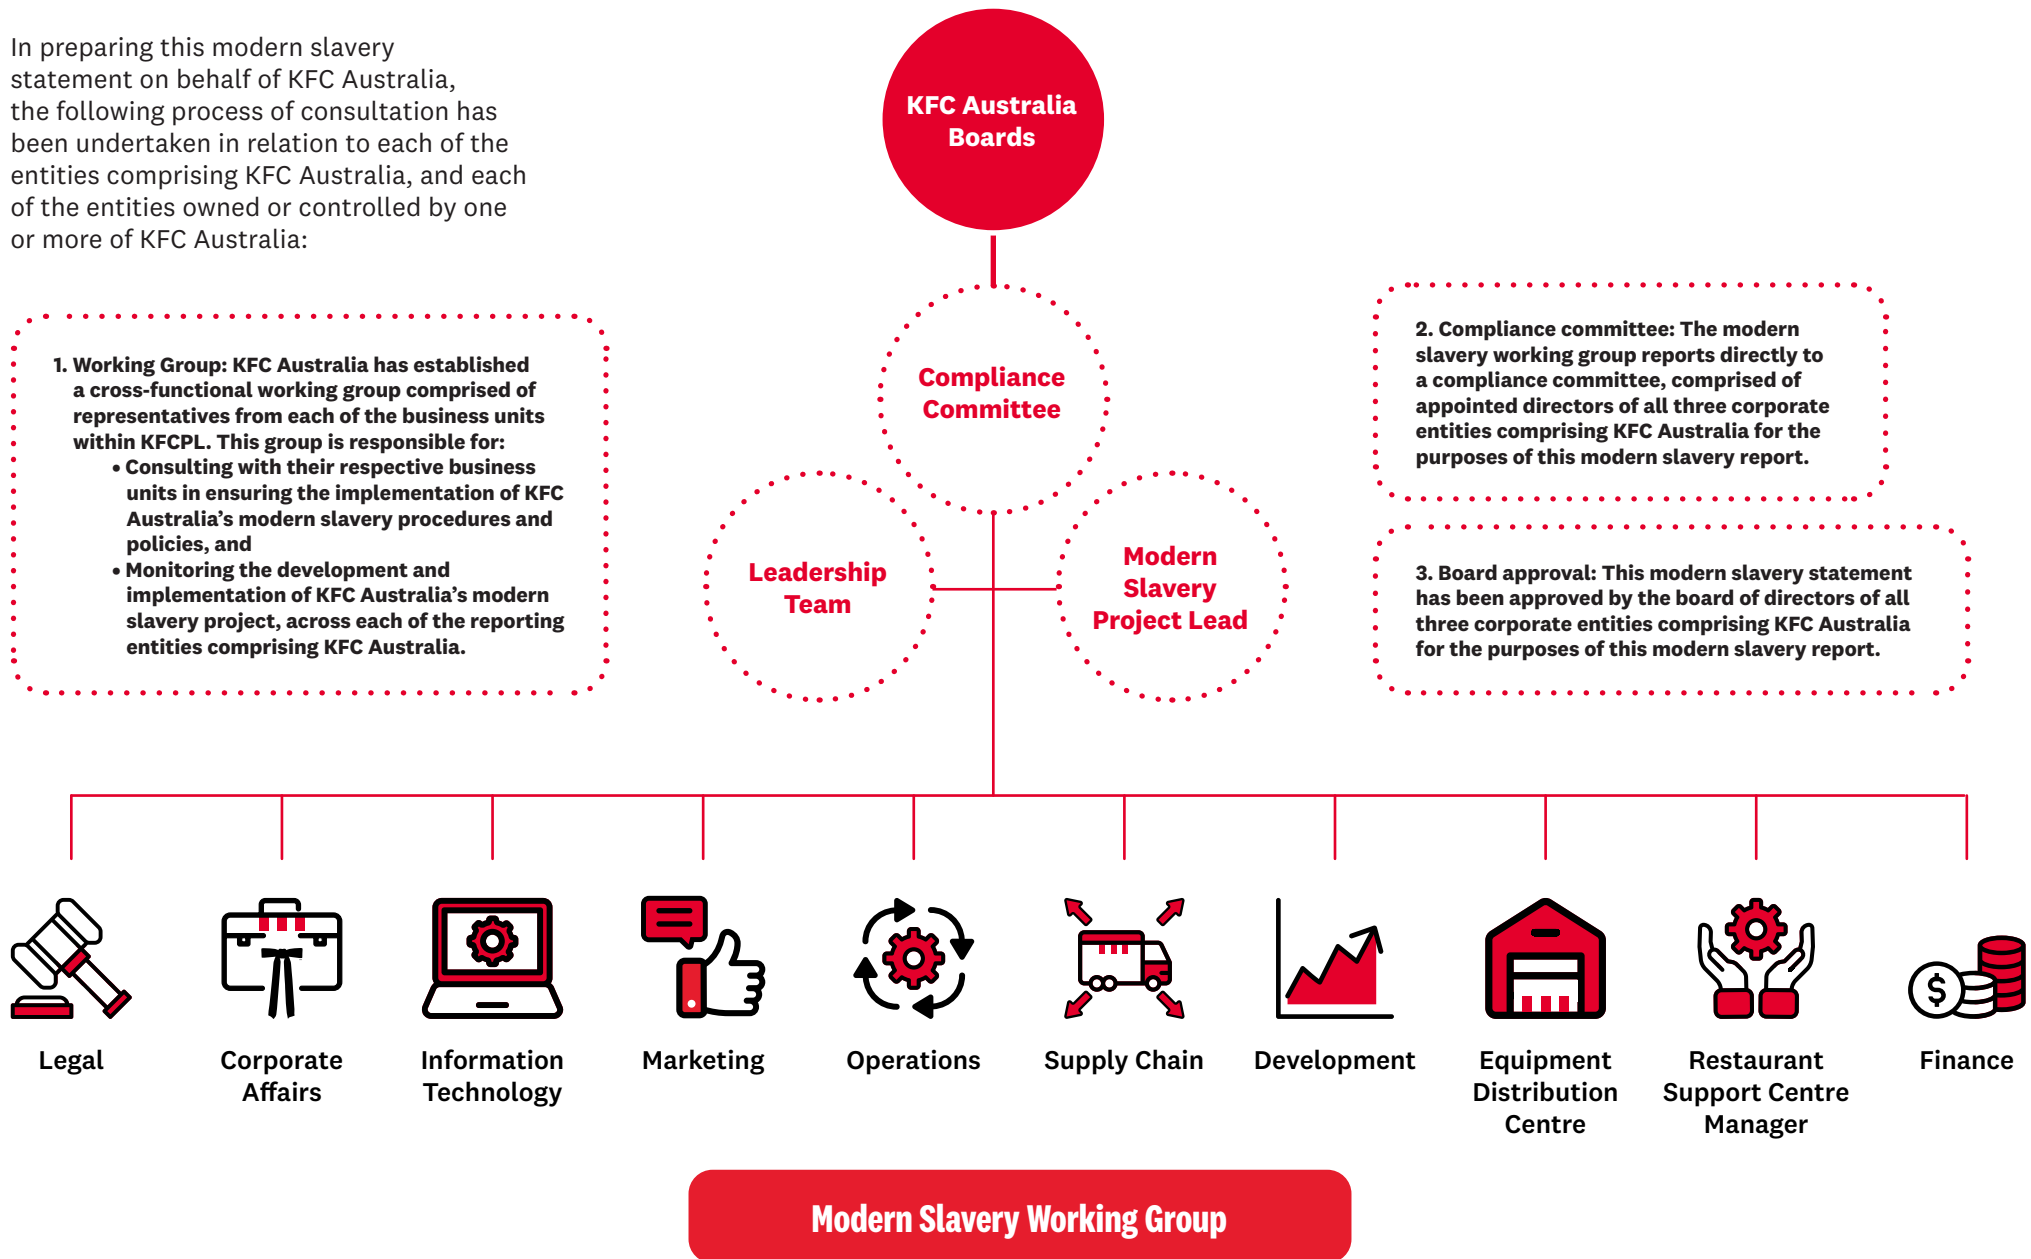 In preparing this modern slavery
statement on behalf of KFC Australia,
the following process of consultation has
been undertaken in relation to each of the
entities comprising KFC Australia, and each
of the entities owned or controlled by one
or more of KFC Australia:
KFC Australia
Boards
1. Working Group: KFC Australia has established
a cross-functional working group comprised of
representatives from each of the business units
within KFCPL. This group is responsible for:
• Consulting with their respective business
units in ensuring the implementation of KFC
Australia’s modern slavery procedures and
policies, and
• Monitoring the development and
implementation of KFC Australia’s modern
slavery project, across each of the reporting
entities comprising KFC Australia.
Compliance
Committee
Leadership
Team
Modern
Slavery
Project Lead
2. Compliance committee: The modern
slavery working group reports directly to
a compliance committee, comprised of
appointed directors of all three corporate
entities comprising KFC Australia for the
purposes of this modern slavery report.
3. Board approval: This modern slavery statement
has been approved by the board of directors of all
three corporate entities comprising KFC Australia
for the purposes of this modern slavery report.
$
Legal
Corporate
Affairs
Information
Technology
Marketing
Operations
Supply Chain
Development
Equipment
Distribution
Centre
Restaurant
Support Centre
Manager
Finance
Modern Slavery Working Group